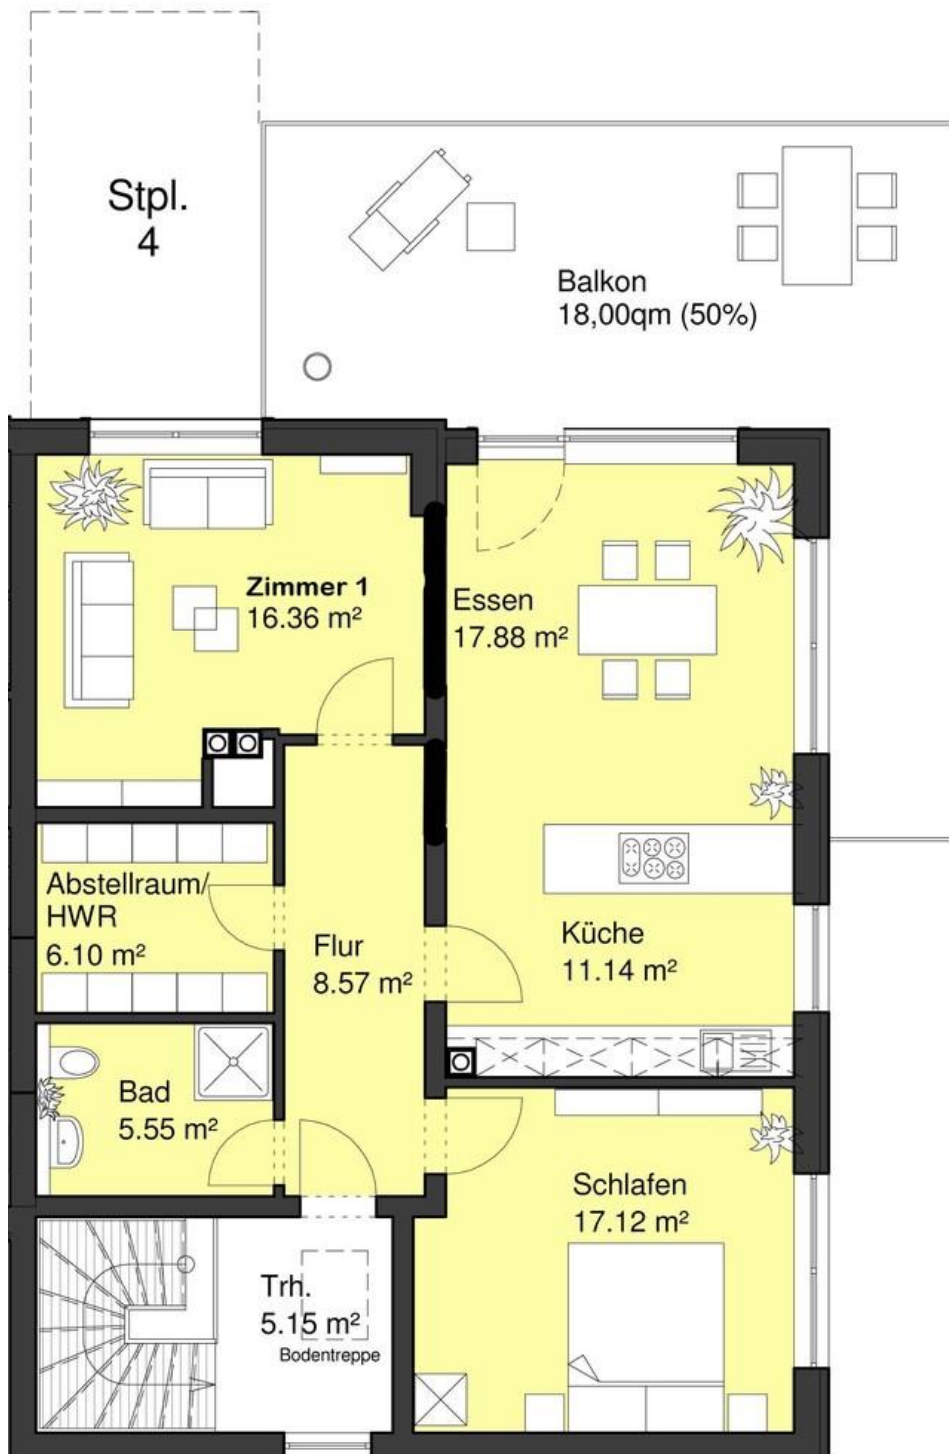 Stpl.
4
Balkon
18,00qm (50%)
Zimmer 1
16.36 m²
Essen
17.88 m²
Abstellraum/
HWR
6.10 m²
Flur
8.57 m²
Küche
11.14 m²
Bad
5.55 m²
Schlafen
17.12 m²
Trh.
5.15 m²
Bodentreppe